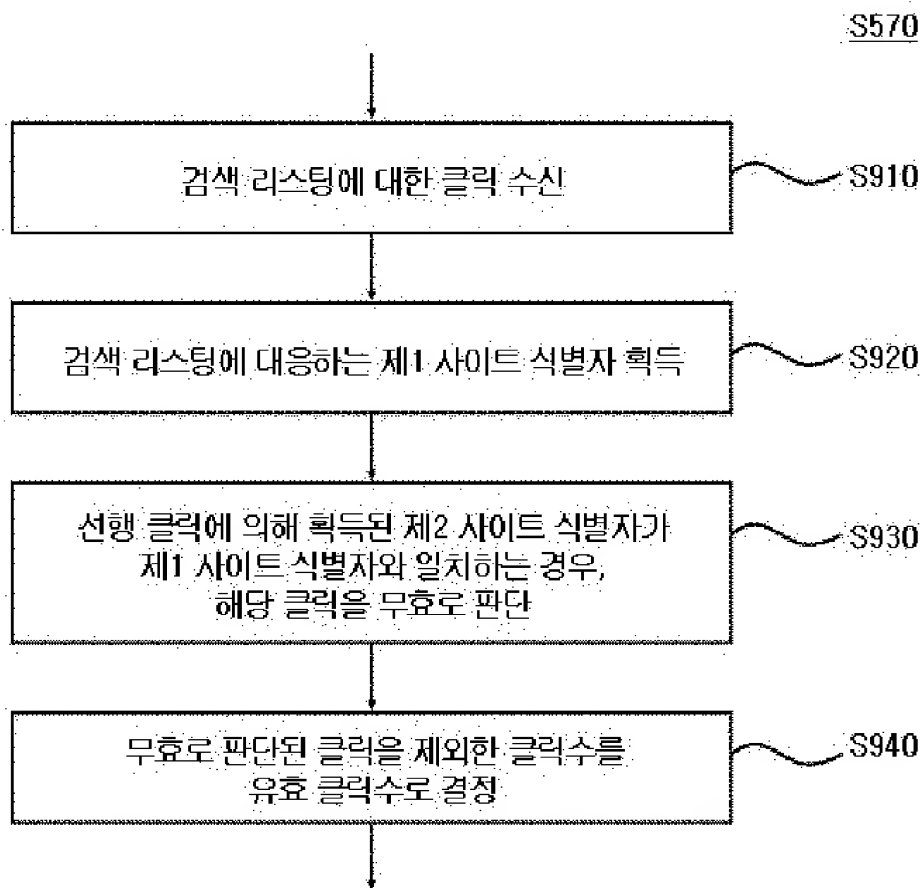 S570
검색 리스팅에 대한 클릭 수신
S910
검색 리스팅에 대응하는 제1 사이트 식별자 획득
S920
선행 클릭에 의해 획득된 제2 사이트 식별자가
제1 사이트 식별자와 일치하는 경우,
해당 클릭을 무효로 판단
S930
무효로 판단된 클릭을 제외한 클릭수를
유효 클릭수로 결정
S940